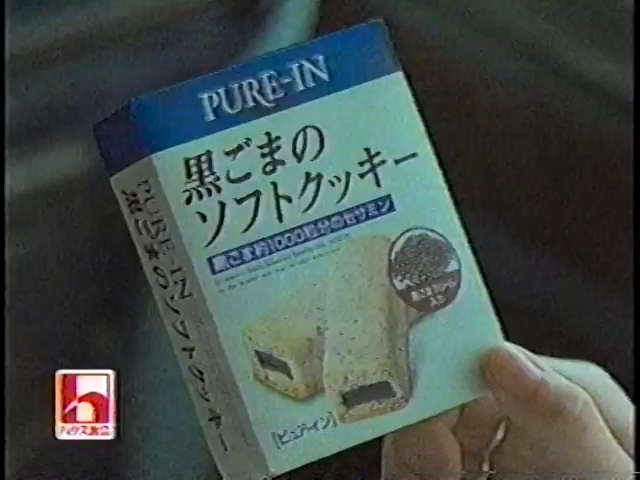 PURE-IN
黒ごまの
ソフトクッキー
黒ごま約1000粒分のセサミン
[ピュアイン]
PURE-IN
黒ごまのソフトクッキー
ハウス食品